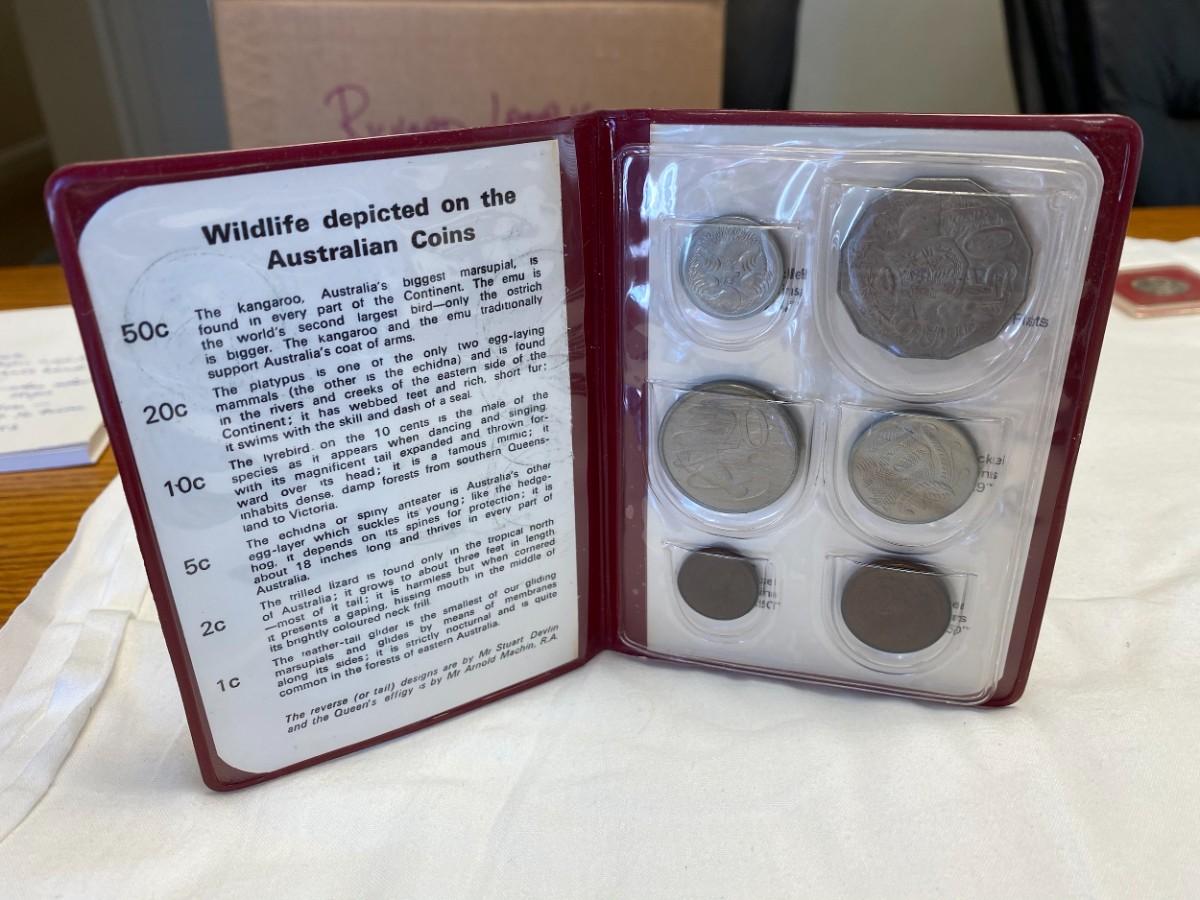 Wildlife depicted on the
Australian Coins
50c
The kangaroo, Australia's biggest marsupial, is
found in every part of the Continent. The emu is
the world's second largest bird—only the ostrich
is bigger. The kangaroo and the emu traditionally
support Australia's coat of arms.
20c
The platypus is one of the only two egg-laying
mammals (the other is the echidna) and is found
in the rivers and creeks of the eastern side of the
Continent; it has webbed feet and rich, short fur;
it swims with the skill and dash of a seal.
10c
The lyrebird on the 10 cents is the male of the
species as it appears when dancing and singing
with its magnificent tail expanded and thrown for-
ward over its head; it is a famous mimic; it
inhabits dense, damp forests from southern Queens-
land to Victoria.
5c
The echidna or spiny anteater is Australia's other
egg-layer which suckles its young; like the hedge-
hog, it depends on its spines for protection; it is
about 18 inches long and thrives in every part of
Australia.
2c
The frilled lizard is found only in the tropical north
of Australia; it grows to about three feet in length
—most of it tail; it is harmless but when cornered
it presents a gaping, hissing mouth in the middle of
its brightly coloured neck frill.
1c
The feather-tail glider is the smallest of our gliding
marsupials and glides by means of membranes
along its sides; it is strictly nocturnal and is quite
common in the forests of eastern Australia.
The reverse (or tail) designs are by Mr Stuart Devlin
and the Queen's effigy is by Mr Arnold Machin, R.A.
50
20